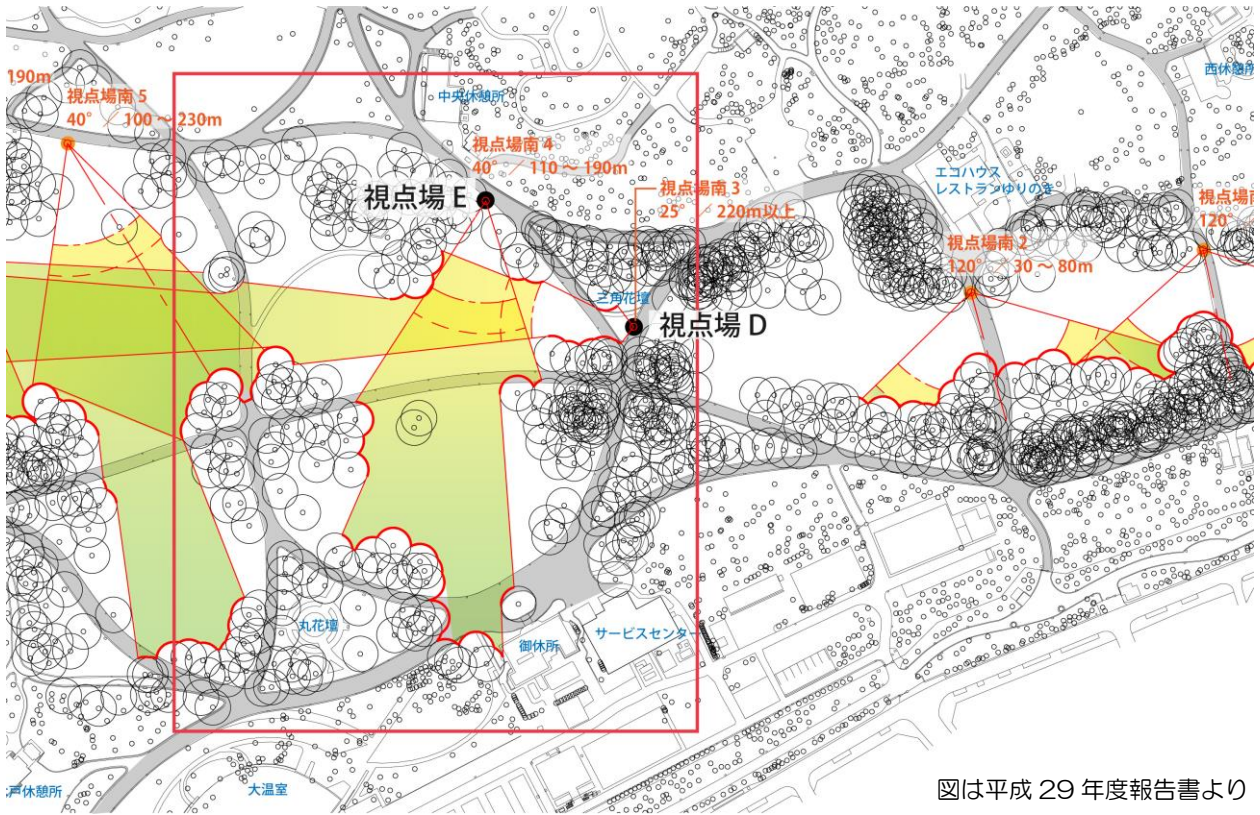 190m
視点場南 5
40° ／ 100 ～ 230m
中央休憩所
視点場南 4
40° ／ 110 ～ 190m
視点場 E
視点場南 3
25° ／ 220m以上
三角花壇
視点場 D
エコハウス
レストランゆりのき
西休憩所
視点場南 2
120° ／ 30 ～ 80m
視点場南
120°
丸花壇
御休所
サービスセンター
大温室
戸休憩所
図は平成 29 年度報告書より